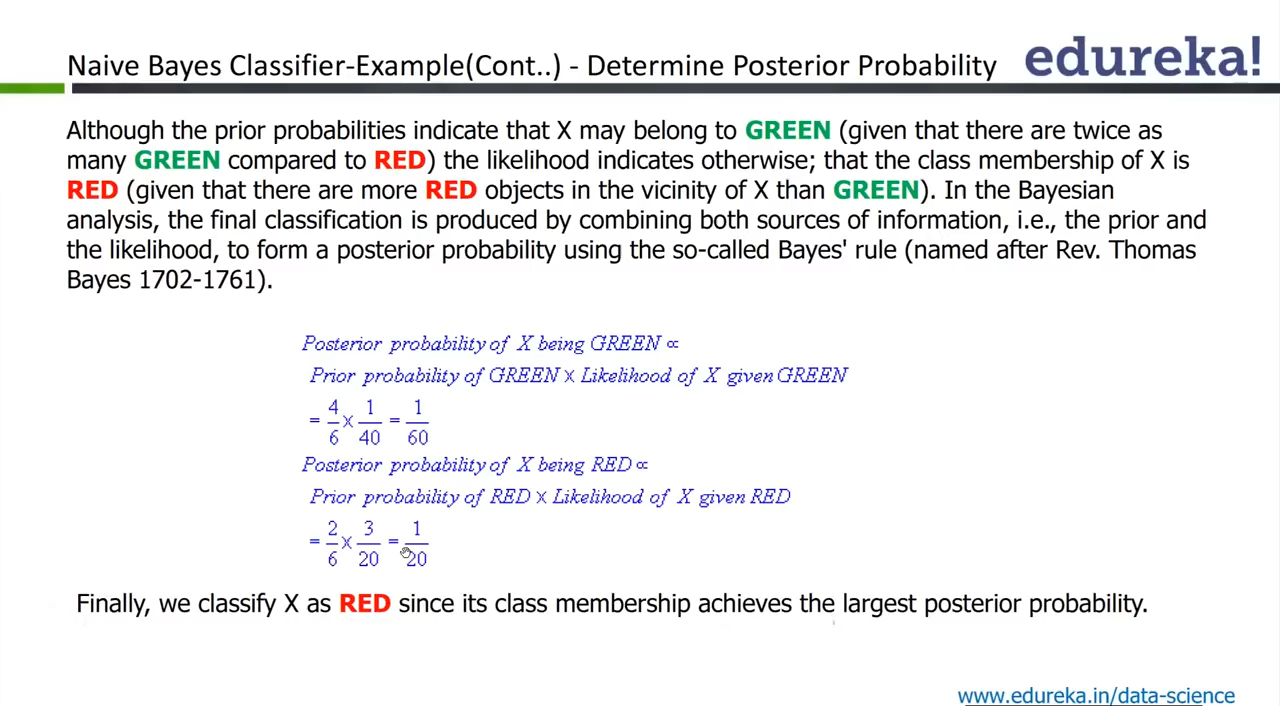 Naive Bayes Classifier-Example(Cont..) - Determine Posterior Probability
edureka!
Although the prior probabilities indicate that X may belong to GREEN (given that there are twice as
many GREEN compared to RED) the likelihood indicates otherwise; that the class membership of X is
RED (given that there are more RED objects in the vicinity of X than GREEN). In the Bayesian
analysis, the final classification is produced by combining both sources of information, i.e., the prior and
the likelihood, to form a posterior probability using the so-called Bayes' rule (named after Rev. Thomas
Bayes 1702-1761).
Posterior probability of X being GREEN ∝
Prior probability of GREEN × Likelihood of X given GREEN
= 4/6 × 1/40 = 1/60
Posterior probability of X being RED ∝
Prior probability of RED × Likelihood of X given RED
= 2/6 × 3/20 = 1/20
Finally, we classify X as RED since its class membership achieves the largest posterior probability.
www.edureka.in/data-science